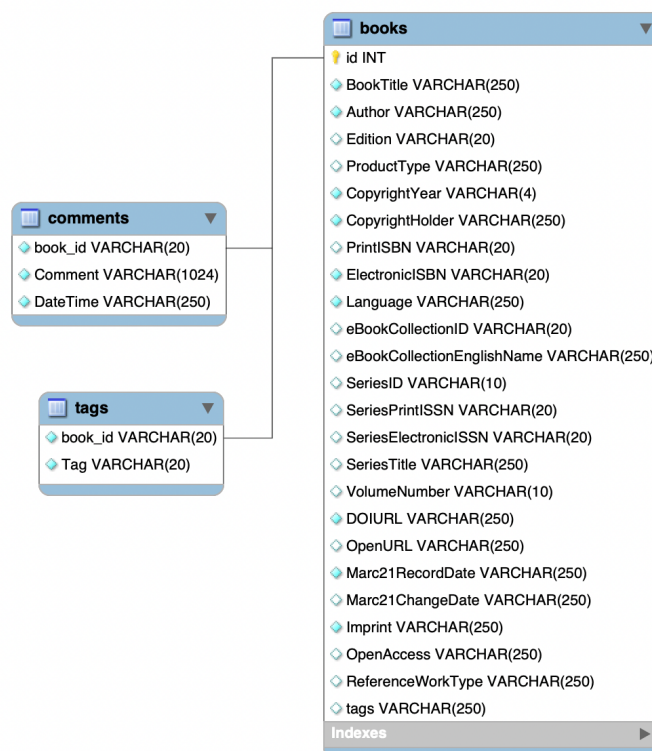 books
id INT
BookTitle VARCHAR(250)
Author VARCHAR(250)
Edition VARCHAR(20)
ProductType VARCHAR(250)
CopyrightYear VARCHAR(4)
CopyrightHolder VARCHAR(250)
PrintISBN VARCHAR(20)
ElectronicISBN VARCHAR(20)
Language VARCHAR(250)
eBookCollectionID VARCHAR(20)
eBookCollectionEnglishName VARCHAR(250)
SeriesID VARCHAR(10)
SeriesPrintISSN VARCHAR(20)
SeriesElectronicISSN VARCHAR(20)
SeriesTitle VARCHAR(250)
VolumeNumber VARCHAR(10)
DOIURL VARCHAR(250)
OpenURL VARCHAR(250)
Marc21RecordDate VARCHAR(250)
Marc21ChangeDate VARCHAR(250)
Imprint VARCHAR(250)
OpenAccess VARCHAR(250)
ReferenceWorkType VARCHAR(250)
tags VARCHAR(250)
Indexes
comments
book_id VARCHAR(20)
Comment VARCHAR(1024)
DateTime VARCHAR(250)
tags
book_id VARCHAR(20)
Tag VARCHAR(20)